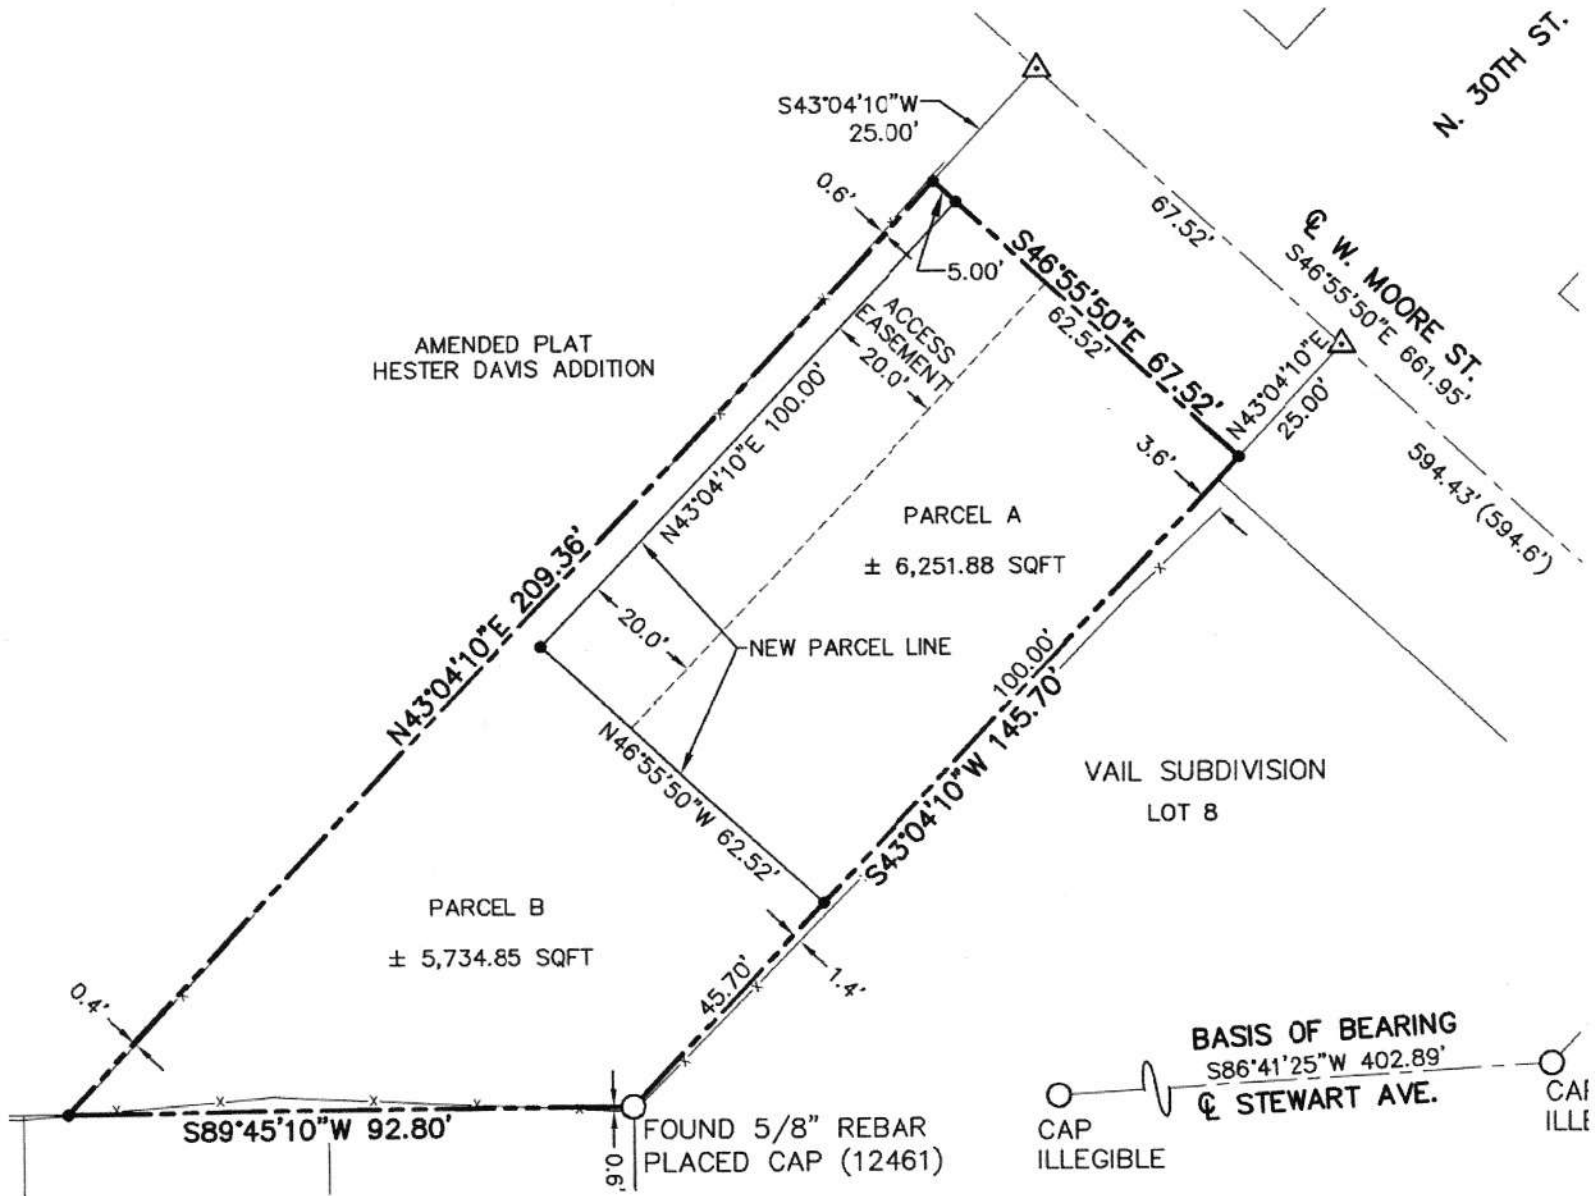 N. 30TH ST.
S43°04'10"W
25.00'
0.6'
67.52'
℄ W. MOORE ST.
S46°55'50"E 661.95'
5.00'
S46°55'50"E 67.52'
62.52'
ACCESS
EASEMENT
20.0'
AMENDED PLAT
HESTER DAVIS ADDITION
N43°04'10"E 100.00'
N43°04'10"E
25.00'
3.6'
594.43' (594.6')
PARCEL A
± 6,251.88 SQFT
N43°04'10"E 209.36'
20.0'
NEW PARCEL LINE
100.00'
S43°04'10"W 145.70'
N46°55'50"W 62.52'
VAIL SUBDIVISION
LOT 8
PARCEL B
± 5,734.85 SQFT
0.4'
45.70'
1.4'
S89°45'10"W 92.80'
0.6'
FOUND 5/8" REBAR
PLACED CAP (12461)
BASIS OF BEARING
S86°41'25"W 402.89'
℄ STEWART AVE.
CAP
ILLEGIBLE